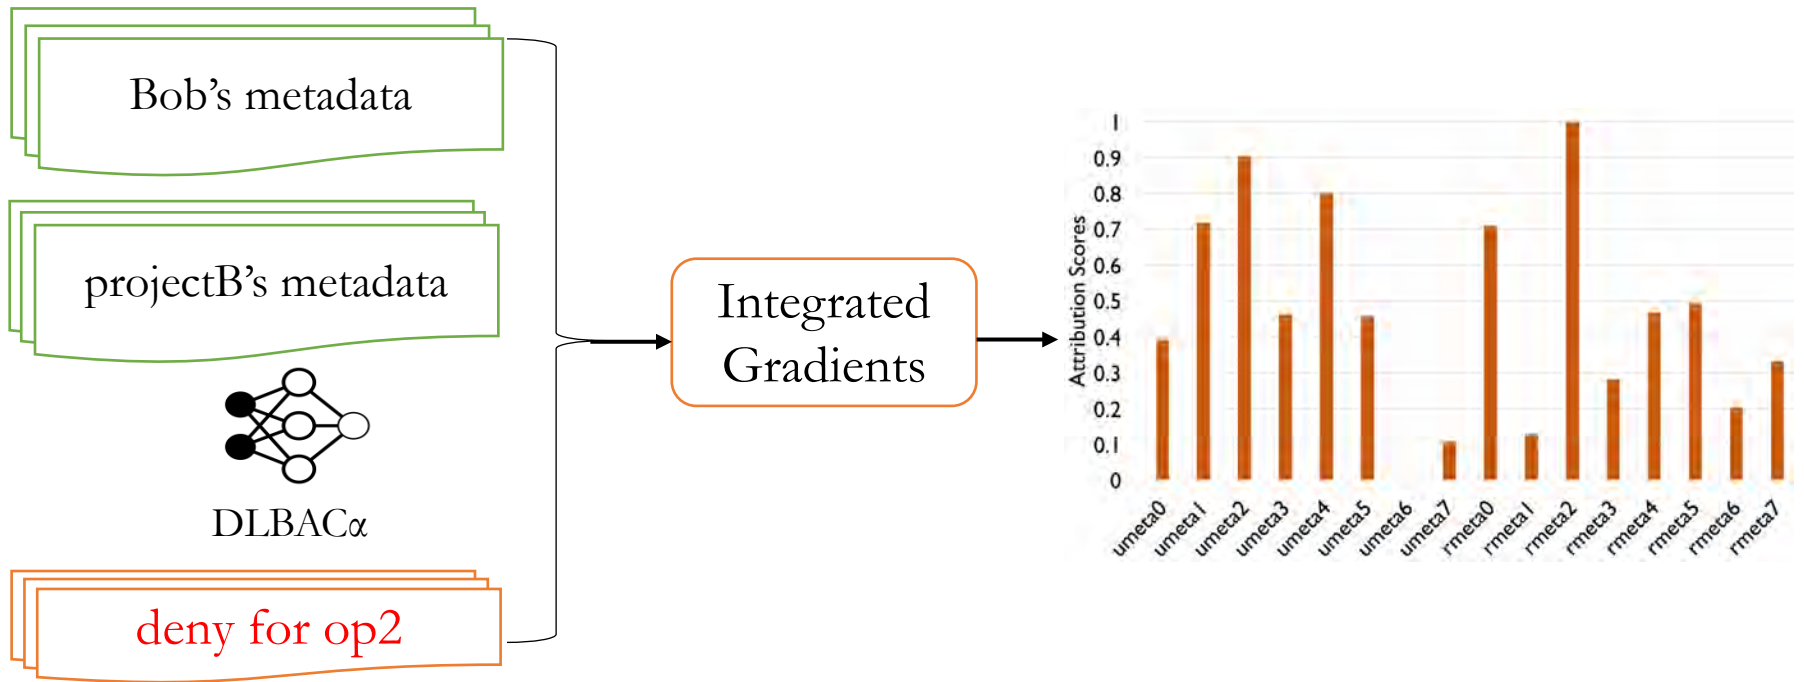 Bob's metadata
projectB's metadata
DLBACα
deny for op2
Integrated
Gradients
Attribution Scores
1
0.9
0.8
0.7
0.6
0.5
0.4
0.3
0.2
0.1
0
umeta0
umeta1
umeta2
umeta3
umeta4
umeta5
umeta6
umeta7
rmeta0
rmeta1
rmeta2
rmeta3
rmeta4
rmeta5
rmeta6
rmeta7